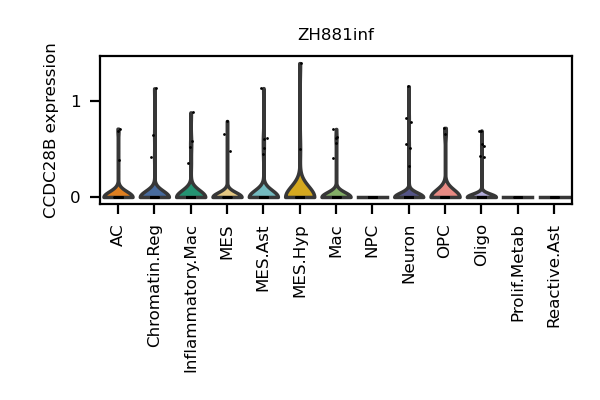 ZH881inf
CCDC28B expression
1
0
AC
Chromatin.Reg
Inflammatory.Mac
MES
MES.Ast
MES.Hyp
Mac
NPC
Neuron
OPC
Oligo
Prolif.Metab
Reactive.Ast